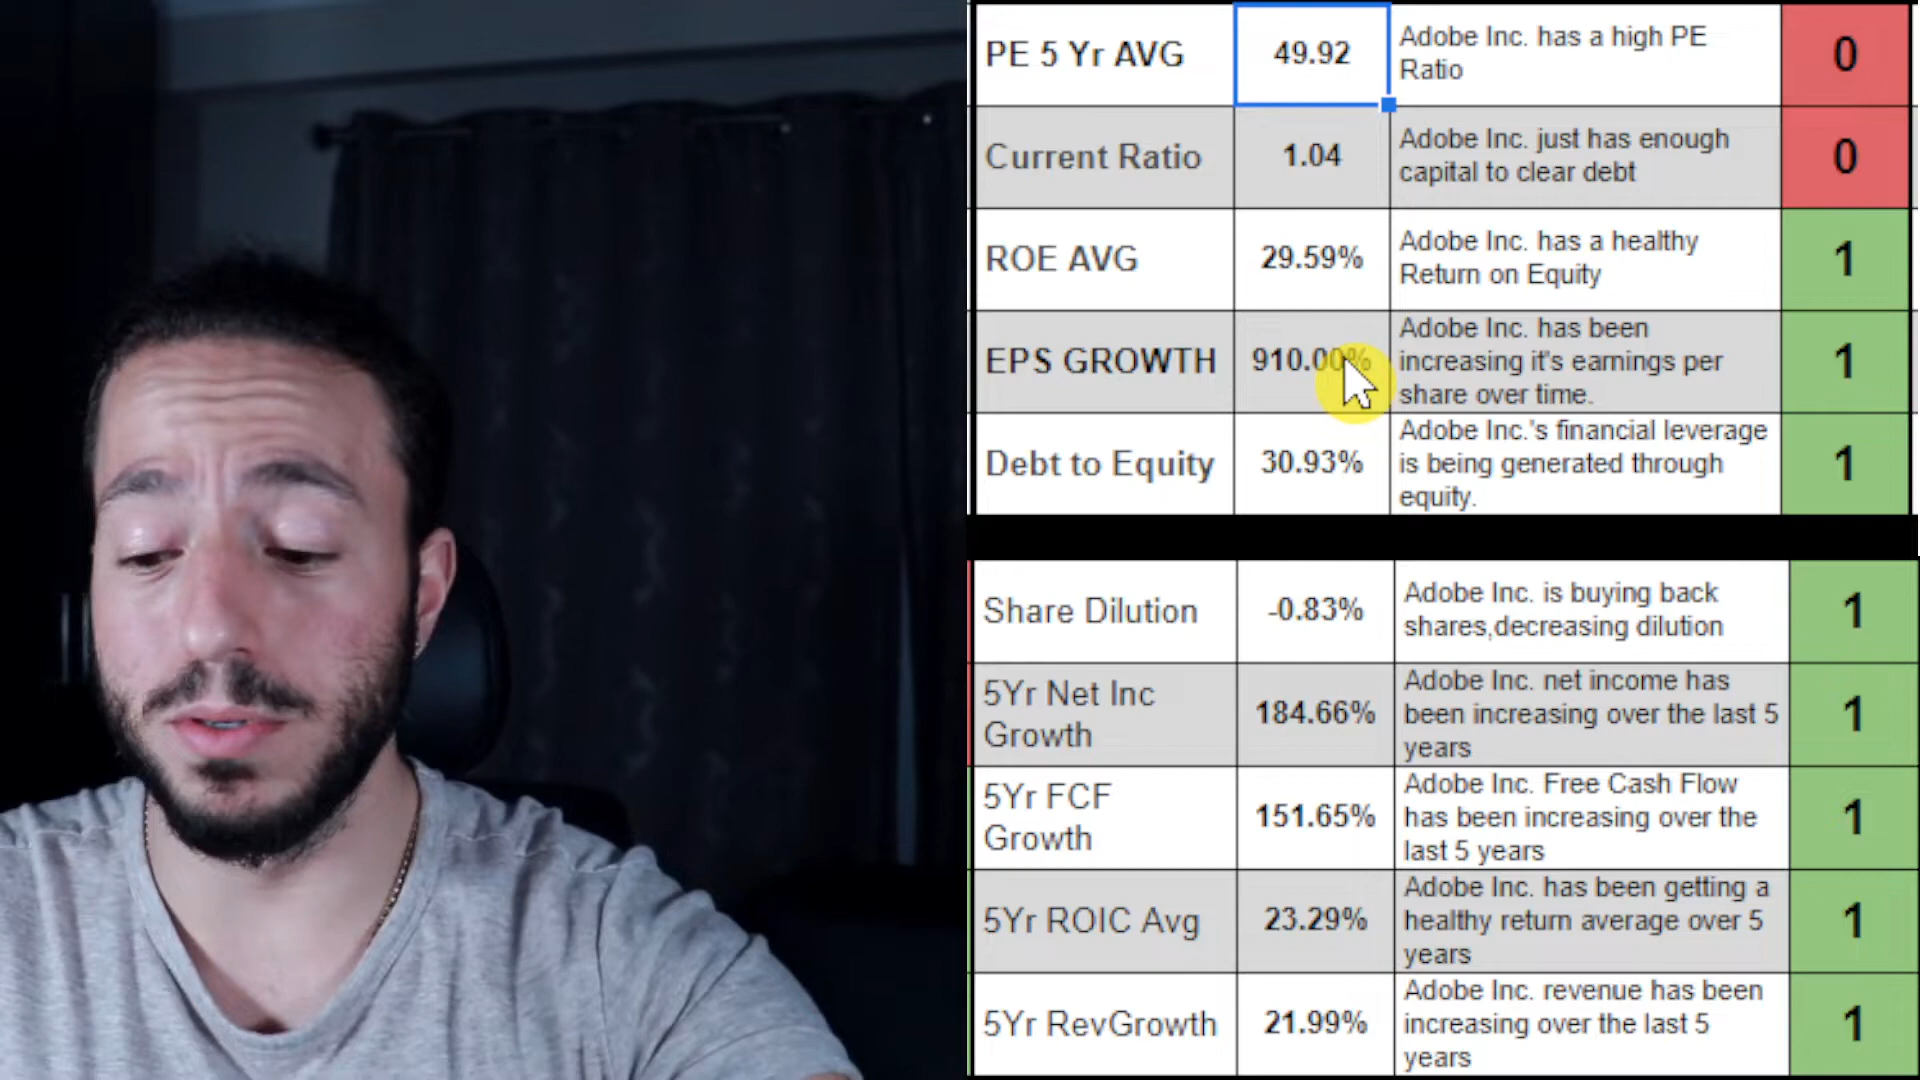 PE 5 Yr AVG
49.92
Adobe Inc. has a high PE
Ratio
0
Current Ratio
1.04
Adobe Inc. just has enough
capital to clear debt
0
ROE AVG
29.59%
Adobe Inc. has a healthy
Return on Equity
1
EPS GROWTH
910.00%
Adobe Inc. has been
increasing it's earnings per
share over time.
1
Debt to Equity
30.93%
Adobe Inc.'s financial leverage
is being generated through
equity.
1
Share Dilution
-0.83%
Adobe Inc. is buying back
shares,decreasing dilution
1
5Yr Net Inc
Growth
184.66%
Adobe Inc. net income has
been increasing over the last 5
years
1
5Yr FCF
Growth
151.65%
Adobe Inc. Free Cash Flow
has been increasing over the
last 5 years
1
5Yr ROIC Avg
23.29%
Adobe Inc. has been getting a
healthy return average over 5
years
1
5Yr RevGrowth
21.99%
Adobe Inc. revenue has been
increasing over the last 5
years
1